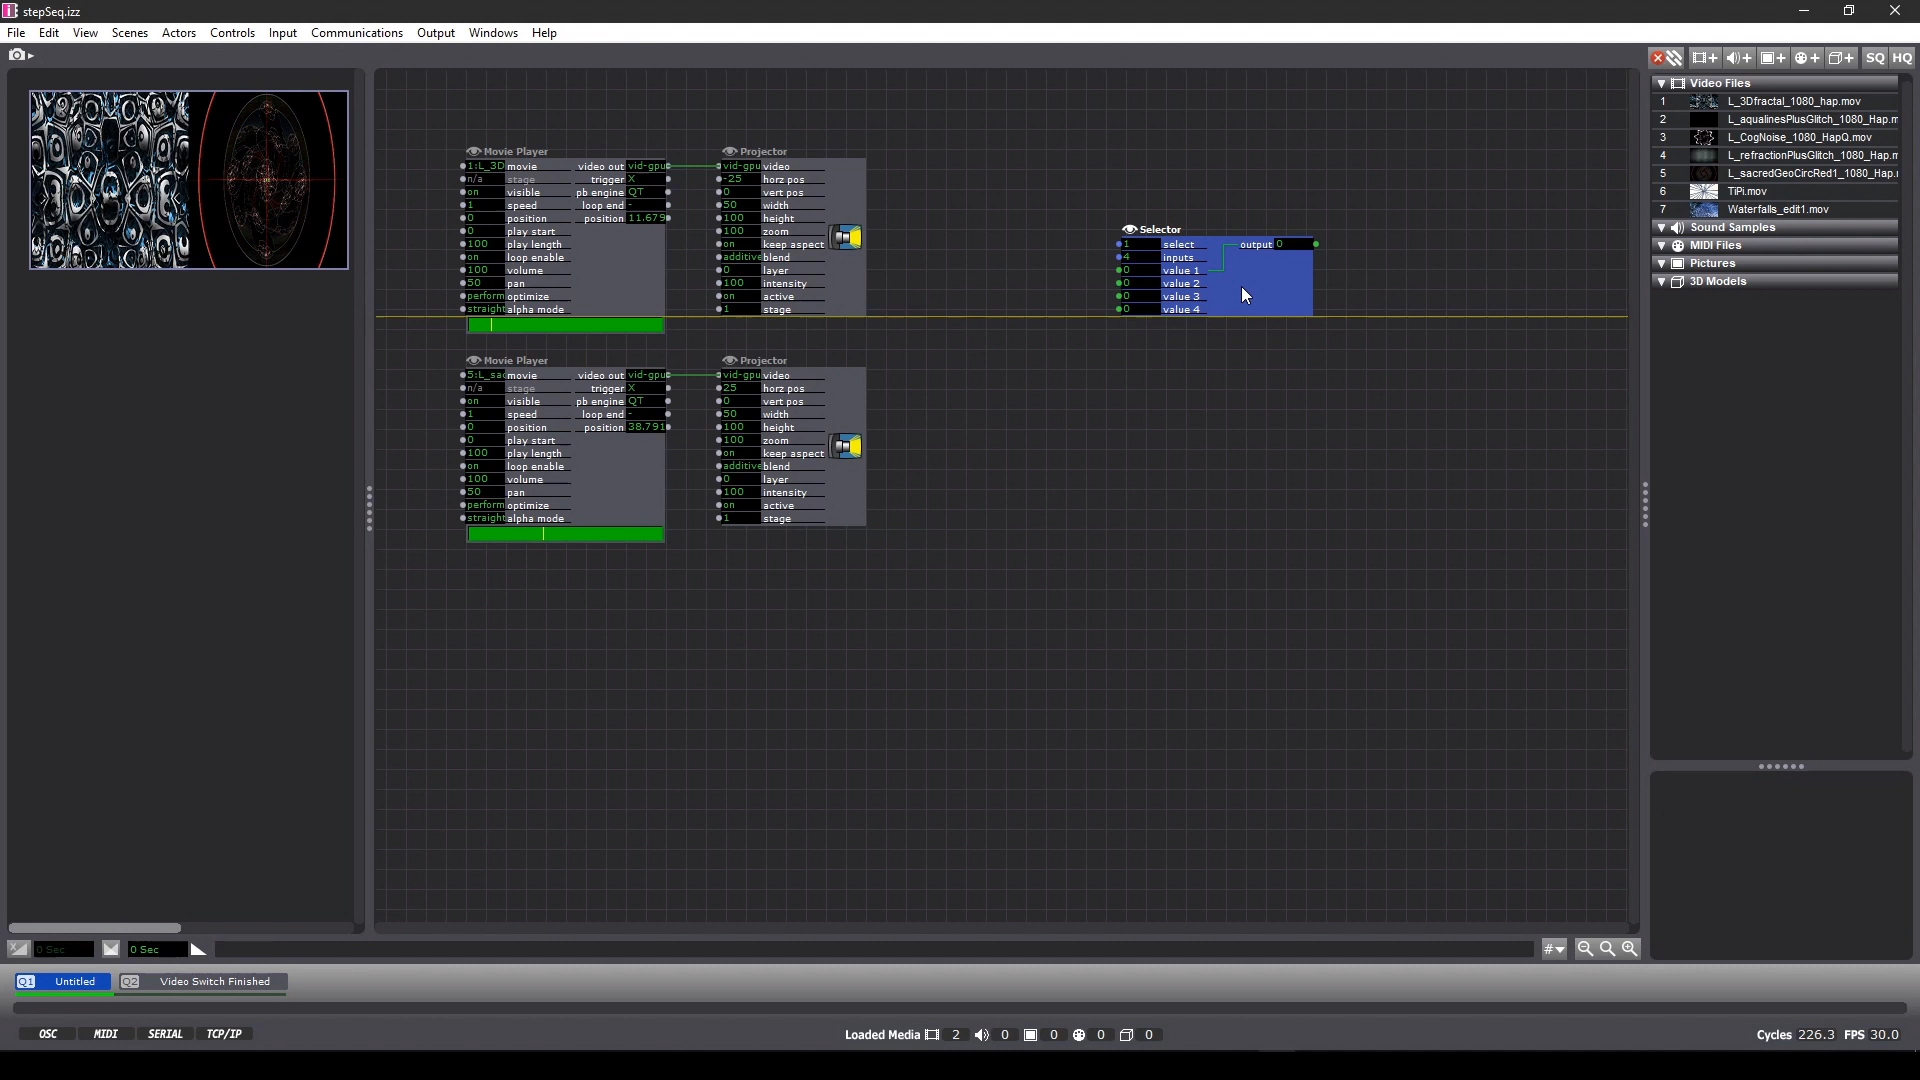 stepSeq.izz
File Edit View Scenes Actors Controls Input Communications Output Windows Help
SQ HQ
Movie Player
1:L_3D movie video out vid-gpu
n/a stage trigger X
on visible pb engine QT
1 speed loop end -
0 position position 11.679
0 play start
100 play length
on loop enable
100 volume
50 pan
perform optimize
straight alpha mode
Projector
vid-gpu video
-25 horz pos
0 vert pos
50 width
100 height
100 zoom
on keep aspect
additive blend
0 layer
100 intensity
on active
1 stage
Selector
1 select output 0
4 inputs
0 value 1
0 value 2
0 value 3
0 value 4
Movie Player
5:L_sac movie video out vid-gpu
n/a stage trigger X
on visible pb engine QT
1 speed loop end -
0 position position 38.791
0 play start
100 play length
on loop enable
100 volume
50 pan
perform optimize
straight alpha mode
Projector
vid-gpu video
25 horz pos
0 vert pos
50 width
100 height
100 zoom
on keep aspect
additive blend
0 layer
100 intensity
on active
1 stage
Video Files
1 L_3Dfractal_1080_hap.mov
2 L_aqualinesPlusGlitch_1080_Hap.m
3 L_CogNoise_1080_HapQ.mov
4 L_refractionPlusGlitch_1080_Hap.m
5 L_sacredGeoCircRed1_1080_Hap.
6 TiPi.mov
7 Waterfalls_edit1.mov
Sound Samples
MIDI Files
Pictures
3D Models
0 Sec 0 Sec #
Q1 Untitled Q2 Video Switch Finished
OSC MIDI SERIAL TCP/IP Loaded Media 2 0 0 0 0 Cycles 226.3 FPS 30.0